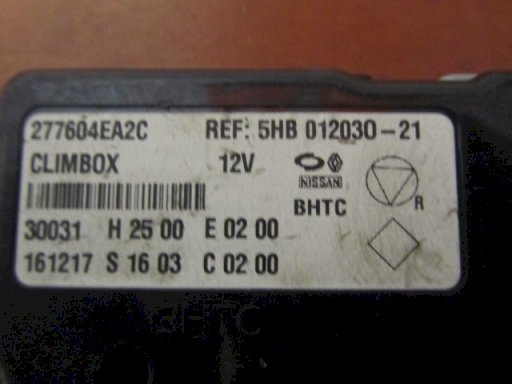 277604EA2C REF: 5HB 012030-21
CLIMBOX 12V
NISSAN
BHTC
R
30031 H 25 00 E 02 00
161217 S 16 03 C 02 00